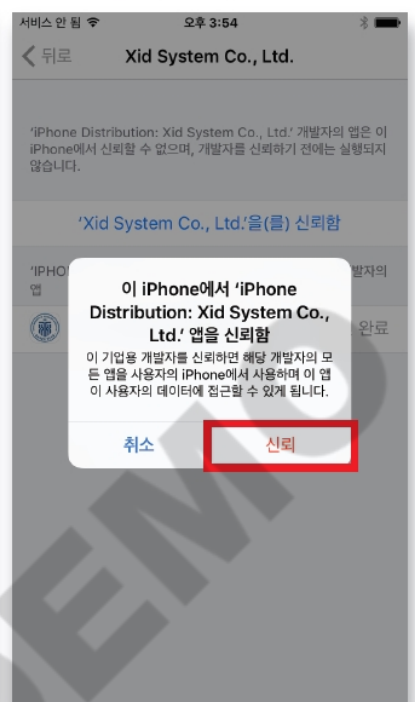 서비스 안 됨 오후 3:54
뒤로 Xid System Co., Ltd.
‘iPhone Distribution: Xid System Co., Ltd.’ 개발자의 앱은 이
iPhone에서 신뢰할 수 없으며, 개발자를 신뢰하기 전에는 실행되지
않습니다.
‘Xid System Co., Ltd.’을(를) 신뢰함
‘IPHO 발자의
앱
완료
이 iPhone에서 ‘iPhone
Distribution: Xid System Co.,
Ltd.’ 앱을 신뢰함
이 기업용 개발자를 신뢰하면 해당 개발자의 모
든 앱을 사용자의 iPhone에서 사용하며 이 앱
이 사용자의 데이터에 접근할 수 있게 됩니다.
취소 신뢰
DEMO